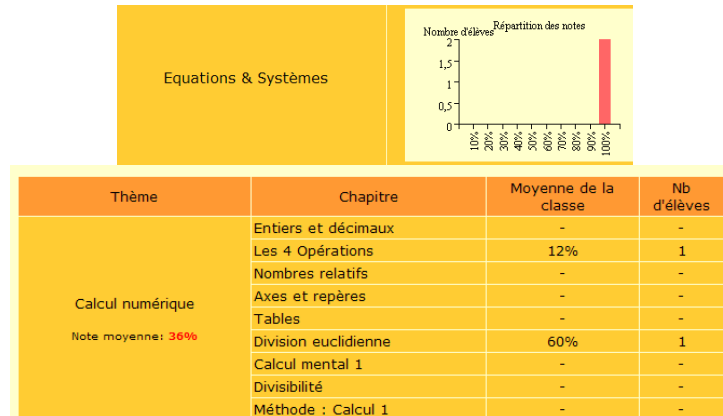 Equations & Systèmes
Nombre d'élèves
Répartition des notes
2
1,5
1
0,5
0
10%
20%
30%
40%
50%
60%
70%
80%
90%
100%
Thème Chapitre Moyenne de la classe Nb d'élèves
Calcul numérique
Note moyenne: 36%
Entiers et décimaux - -
Les 4 Opérations 12% 1
Nombres relatifs - -
Axes et repères - -
Tables - -
Division euclidienne 60% 1
Calcul mental 1 - -
Divisibilité - -
Méthode : Calcul 1 - -